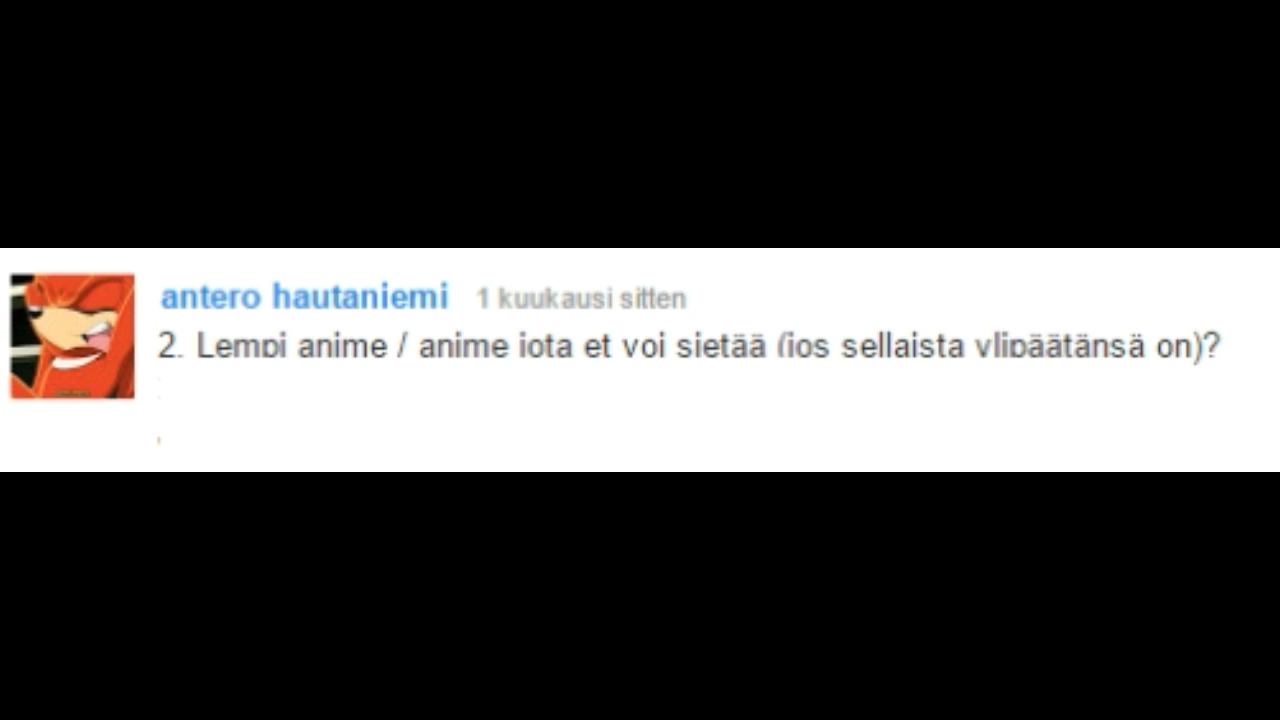 antero hautaniemi 1 kuukausi sitten
2. Lempi anime / anime jota et voi sietää (jos sellaista ylipäätänsä on)?